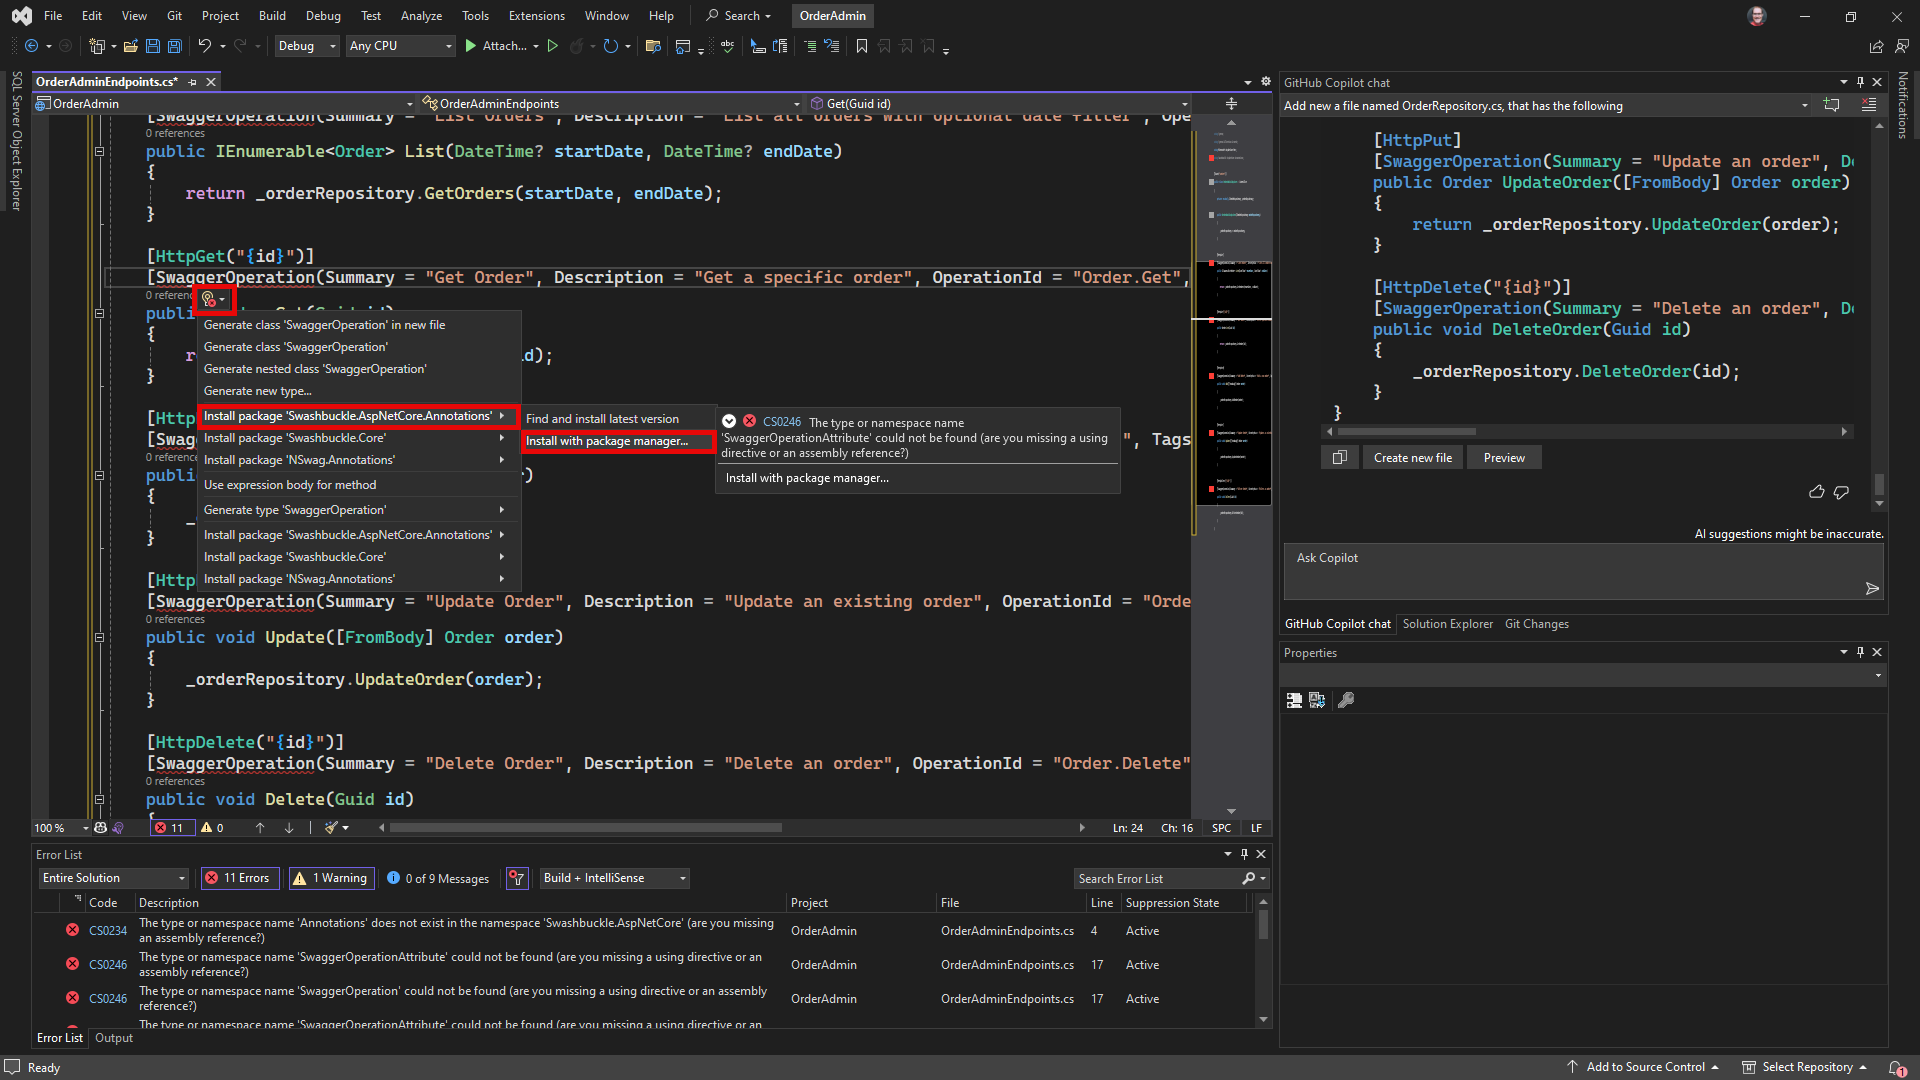 File Edit View Git Project Build Debug Test Analyze Tools Extensions Window Help Search OrderAdmin
Debug Any CPU Attach...
SQL Server Object Explorer
OrderAdminEndpoints.cs*
OrderAdmin OrderAdminEndpoints Get(Guid id)
[SwaggerOperation(Summary = "List Orders", Description = "List all orders with optional date filter", Ope
0 references
public IEnumerable<Order> List(DateTime? startDate, DateTime? endDate)
{
return _orderRepository.GetOrders(startDate, endDate);
}
[HttpGet("{id}")]
[SwaggerOperation(Summary = "Get Order", Description = "Get a specific order", OperationId = "Order.Get",
0 referenc
publi
{
re d);
}
Generate class 'SwaggerOperation' in new file
Generate class 'SwaggerOperation'
Generate nested class 'SwaggerOperation'
Generate new type...
Install package 'Swashbuckle.AspNetCore.Annotations'
Install package 'Swashbuckle.Core'
Install package 'NSwag.Annotations'
Use expression body for method
Generate type 'SwaggerOperation'
Install package 'Swashbuckle.AspNetCore.Annotations'
Install package 'Swashbuckle.Core'
Install package 'NSwag.Annotations'
Find and install latest version
Install with package manager...
CS0246 The type or namespace name
'SwaggerOperationAttribute' could not be found (are you missing a using
directive or an assembly reference?)
Install with package manager...
[Http
[Swa ", Tags
0 referenc
publi )
{
_
}
[Http
[SwaggerOperation(Summary = "Update Order", Description = "Update an existing order", OperationId = "Orde
0 references
public void Update([FromBody] Order order)
{
_orderRepository.UpdateOrder(order);
}
[HttpDelete("{id}")]
[SwaggerOperation(Summary = "Delete Order", Description = "Delete an order", OperationId = "Order.Delete"
0 references
public void Delete(Guid id)
{
100 % 11 0 Ln: 24 Ch: 16 SPC LF
Error List
Entire Solution 11 Errors 1 Warning 0 of 9 Messages Build + IntelliSense Search Error List
Code Description Project File Line Suppression State
CS0234 The type or namespace name 'Annotations' does not exist in the namespace 'Swashbuckle.AspNetCore' (are you missing
an assembly reference?) OrderAdmin OrderAdminEndpoints.cs 4 Active
CS0246 The type or namespace name 'SwaggerOperationAttribute' could not be found (are you missing a using directive or an
assembly reference?) OrderAdmin OrderAdminEndpoints.cs 17 Active
CS0246 The type or namespace name 'SwaggerOperation' could not be found (are you missing a using directive or an assembly
reference?) OrderAdmin OrderAdminEndpoints.cs 17 Active
The type or namespace name 'SwaggerOperationAttribute' could not be found (are you missing a using directive or an
Error List Output
Ready Add to Source Control Select Repository 1
GitHub Copilot chat
Add new a file named OrderRepository.cs, that has the following
[HttpPut]
[SwaggerOperation(Summary = "Update an order", De
public Order UpdateOrder([FromBody] Order order)
{
return _orderRepository.UpdateOrder(order);
}
[HttpDelete("{id}")]
[SwaggerOperation(Summary = "Delete an order", De
public void DeleteOrder(Guid id)
{
_orderRepository.DeleteOrder(id);
}
}
Create new file Preview
AI suggestions might be inaccurate.
Ask Copilot
GitHub Copilot chat Solution Explorer Git Changes
Properties
Notifications